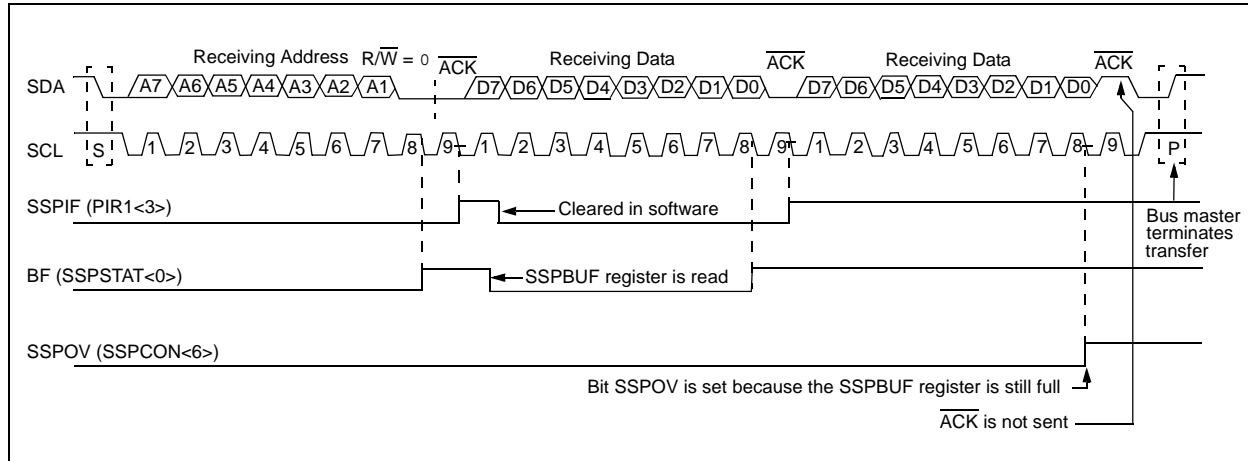 Receiving Address R/W = 0 ACK Receiving Data ACK Receiving Data ACK
SDA A7 A6 A5 A4 A3 A2 A1 D7 D6 D5 D4 D3 D2 D1 D0 D7 D6 D5 D4 D3 D2 D1 D0
SCL S 1 2 3 4 5 6 7 8 9 1 2 3 4 5 6 7 8 9 1 2 3 4 5 6 7 8 9 P
SSPIF (PIR1<3>)
Cleared in software
Bus master
terminates
transfer
BF (SSPSTAT<0>)
SSPBUF register is read
SSPOV (SSPCON<6>)
Bit SSPOV is set because the SSPBUF register is still full
ACK is not sent